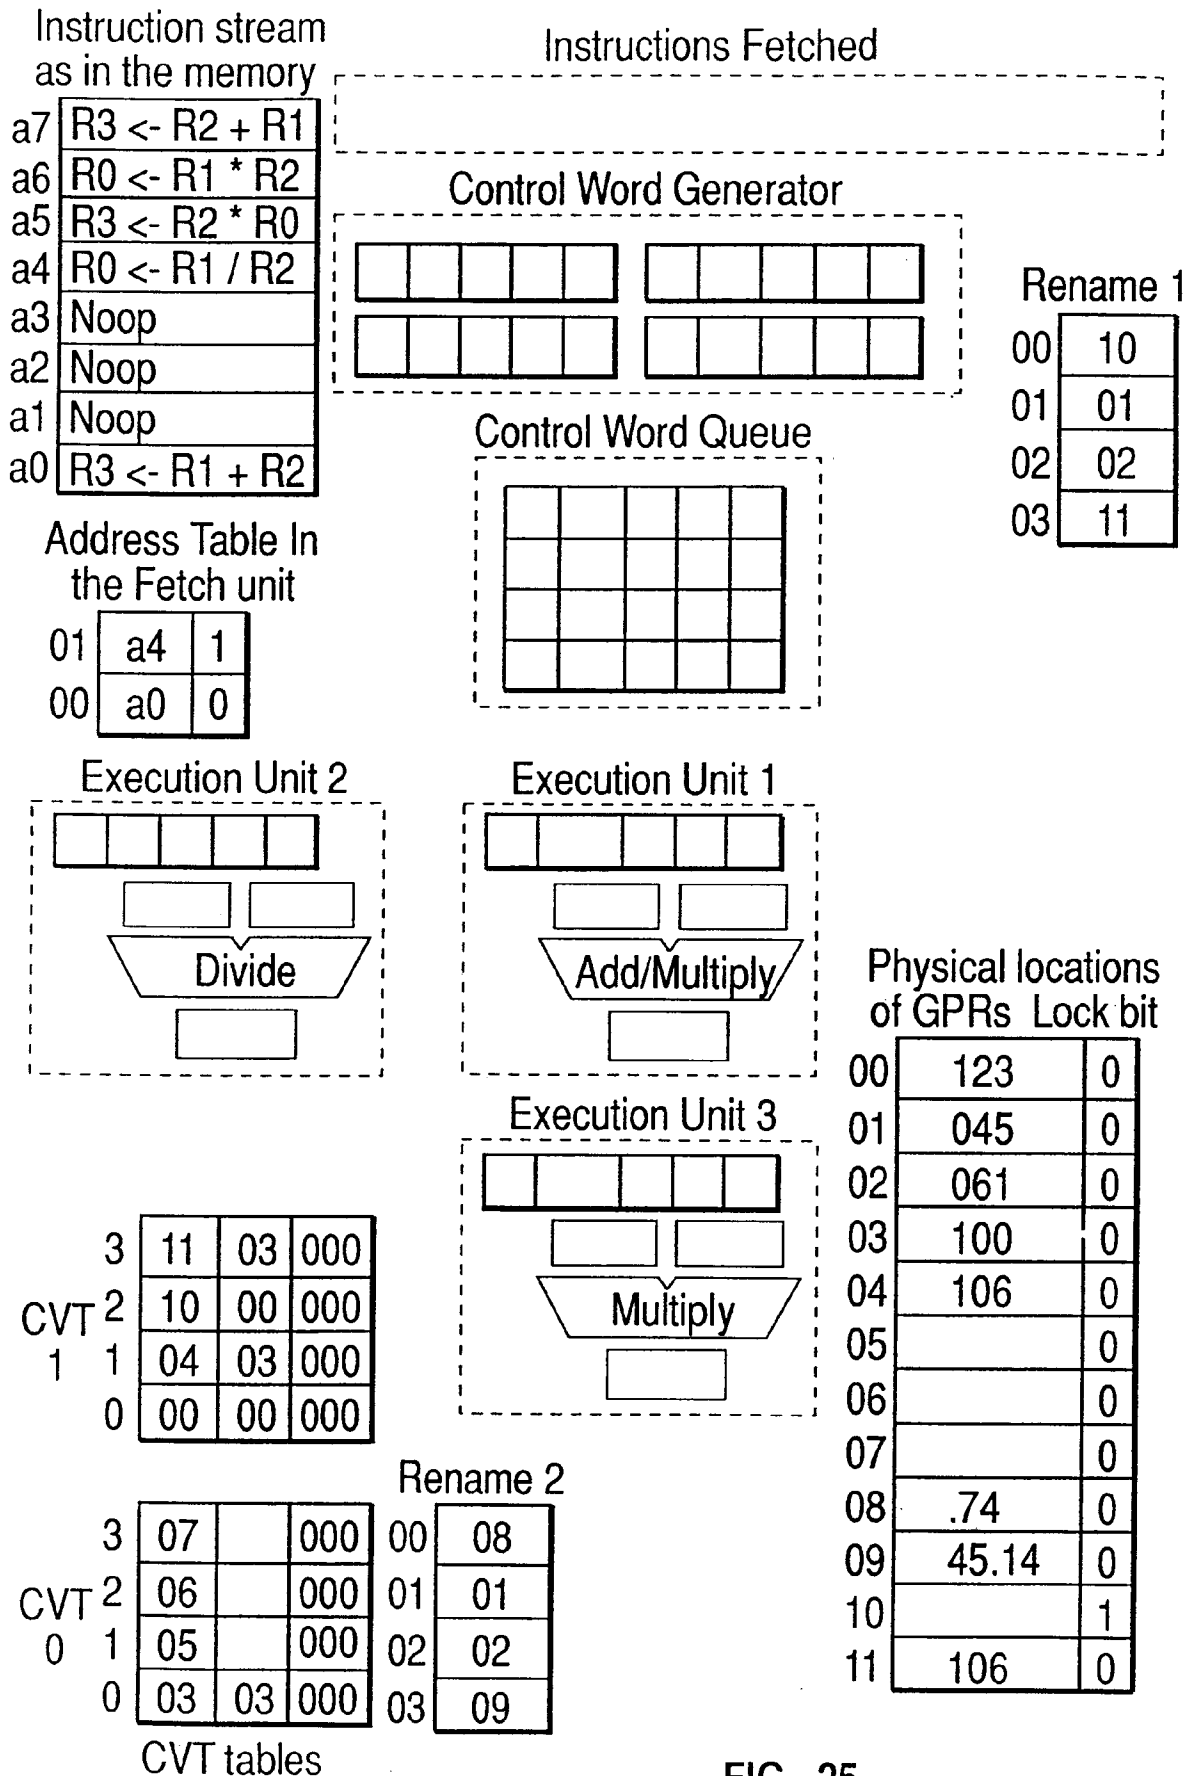 Instruction stream
as in the memory
Instructions Fetched
a7 R3 <- R2 + R1
a6 R0 <- R1 * R2
a5 R3 <- R2 * R0
a4 R0 <- R1 / R2
a3 Noop
a2 Noop
a1 Noop
a0 R3 <- R1 + R2
Control Word Generator
Rename 1
00 10
01 01
02 02
03 11
Control Word Queue
Address Table In
the Fetch unit
01 a4 1
00 a0 0
Execution Unit 2
Divide
Execution Unit 1
Add/Multiply
Execution Unit 3
Multiply
Physical locations
of GPRs Lock bit
00 123 0
01 045 0
02 061 0
03 100 0
04 106 0
05 0
06 0
07 0
08 .74 0
09 45.14 0
10 1
11 106 0
CVT
1
3 11 03 000
2 10 00 000
1 04 03 000
0 00 00 000
CVT
0
3 07 000
2 06 000
1 05 000
0 03 03 000
CVT tables
Rename 2
00 08
01 01
02 02
03 09
FIG. 25